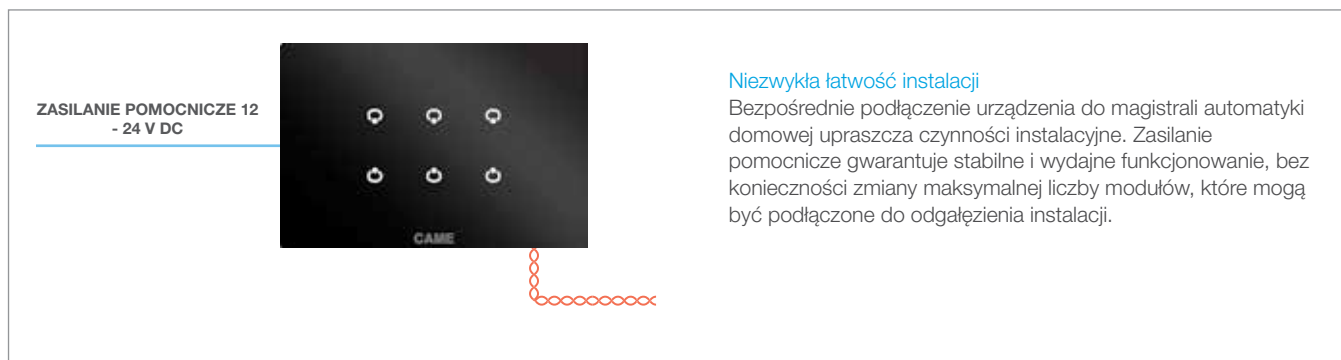 ZASILANIE POMOCNICZE 12
- 24 V DC
CAME
Niezwykła łatwość instalacji
Bezpośrednie podłączenie urządzenia do magistrali automatyki
domowej upraszcza czynności instalacyjne. Zasilanie
pomocnicze gwarantuje stabilne i wydajne funkcjonowanie, bez
konieczności zmiany maksymalnej liczby modułów, które mogą
być podłączone do odgałęzienia instalacji.